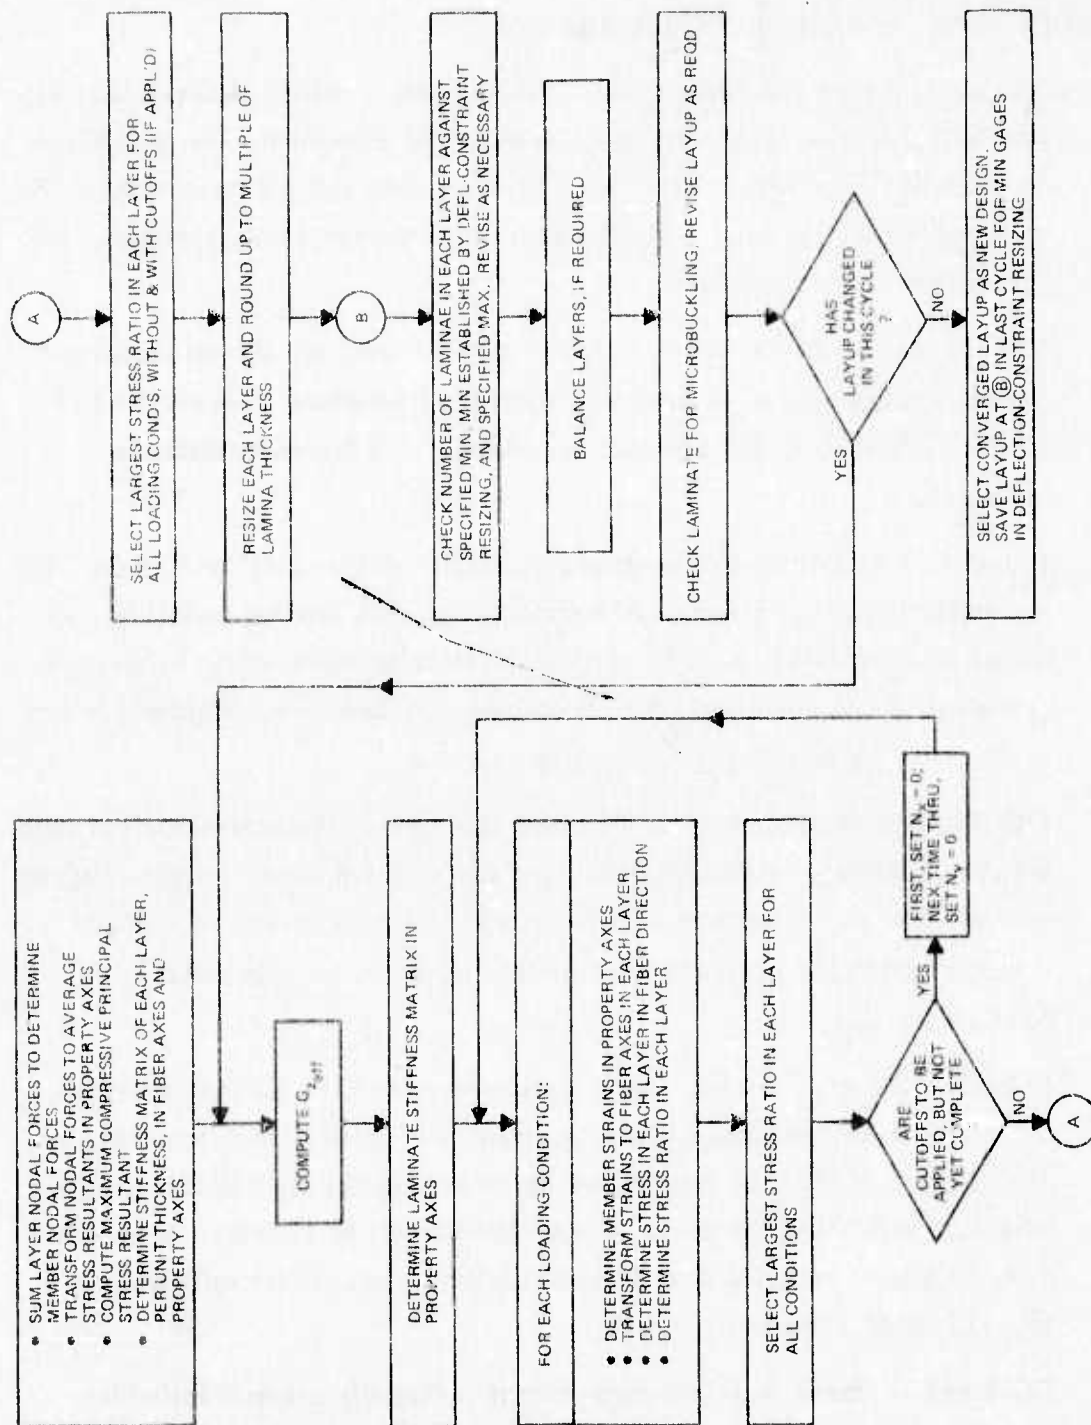 • SUM LAYER NODAL FORCES TO DETERMINE
MEMBER NODAL FORCES
• TRANSFORM NODAL FORCES TO AVERAGE
STRESS RESULTANTS IN PROPERTY AXES
• COMPUTE MAXIMUM COMPRESSIVE PRINCIPAL
STRESS RESULTANT
• DETERMINE STIFFNESS MATRIX OF EACH LAYER,
PER UNIT THICKNESS, IN FIBER AXES AND
PROPERTY AXES
COMPUTE G
DETERMINE LAMINATE STIFFNESS MATRIX IN
PROPERTY AXES
FOR EACH LOADING CONDITION:
• DETERMINE MEMBER STRAINS IN PROPERTY AXES
• TRANSFORM STRAINS TO FIBER AXES IN EACH LAYER
• DETERMINE STRESS IN EACH LAYER IN FIBER DIRECTION
• DETERMINE STRESS RATIO IN EACH LAYER
SELECT LARGEST STRESS RATIO IN EACH LAYER FOR
ALL CONDITIONS
ARE
CUTOFFS TO BE
APPLIED, BUT NOT
YET COMPLETE
YES
FIRST, SET = 0;
NEX TIME THRU,
SET = 0
NO
A
A
SELECT LARGEST STRESS RATIO IN EACH LAYER FOR
ALL LOADING COND'S, WITHOUT & WITH CUTOFFS (IF APPL'D)
RESIZE EACH LAYER AND ROUND UP TO MULTIPLE OF
LAMINA THICKNESS
B
CHECK NUMBER OF LAMINAE IN EACH LAYER AGAINST
SPECIFIED MIN, MIN ESTABLISHED BY DEFL-CONSTRAINT
RESIZING, AND SPECIFIED MAX. REVISE AS NECESSARY
BALANCE LAYERS, IF REQUIRED
CHECK LAMINATE FOR MICROBUCKLING, REVISE LAYUP AS REQD
HAS
LAYUP CHANGED
IN THIS CYCLE
?
YES
NO
SELECT CONVERGED LAYUP AS NEW DESIGN.
SAVE LAYUP AT Ⓑ IN LAST CYCLE FOR MIN GAGES
IN DEFLECTION-CONSTRAINT RESIZING